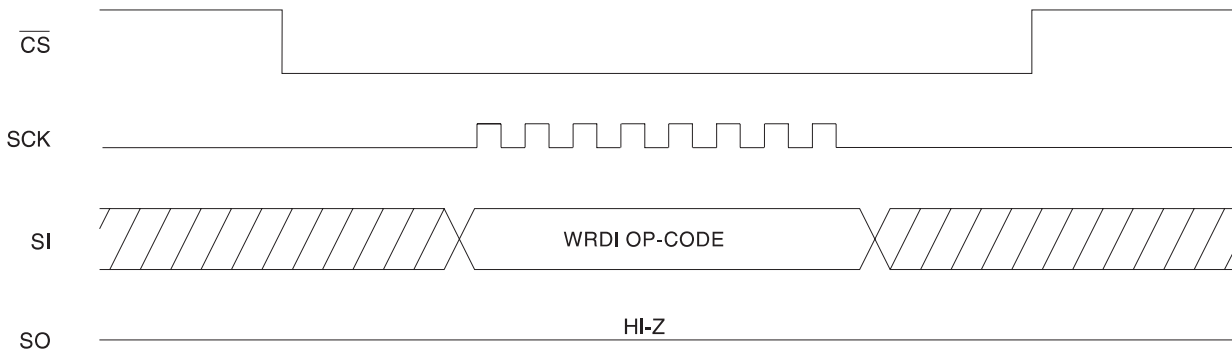 CS
SCK
SI
WRDI OP-CODE
HI-Z
SO